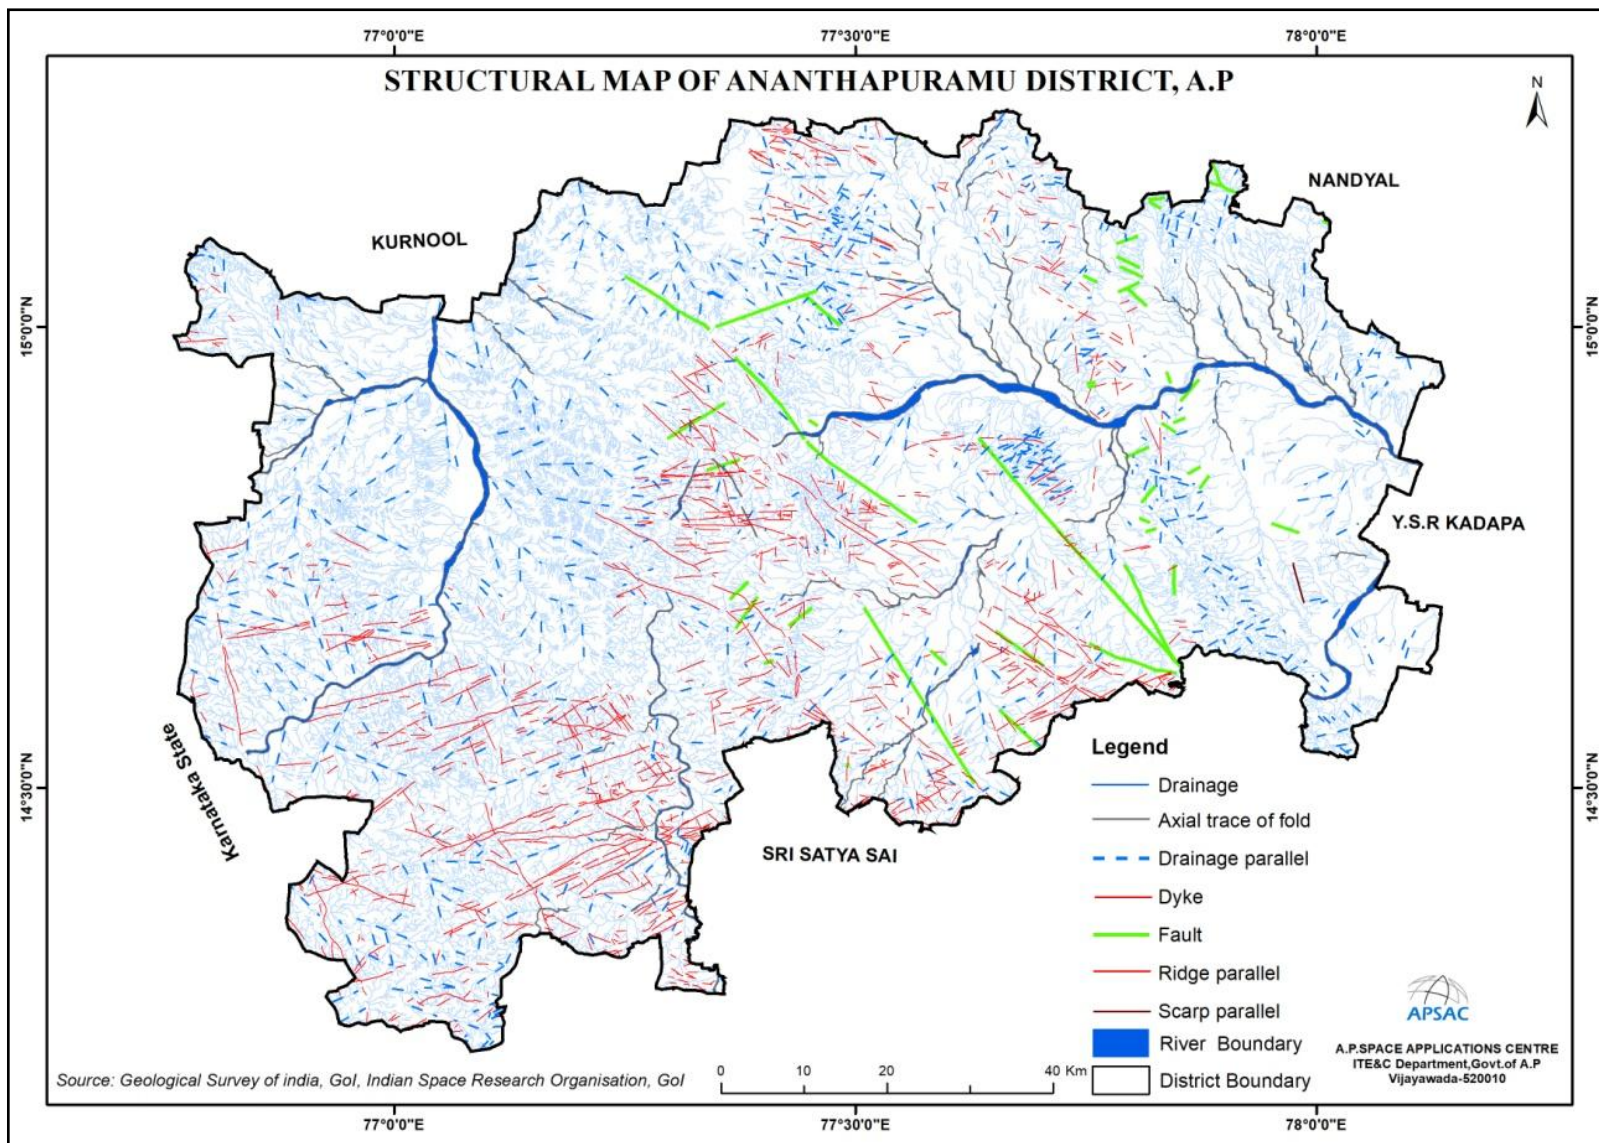 77°0'0"E
77°30'0"E
78°0'0"E
STRUCTURAL MAP OF ANANTHAPURAMU DISTRICT, A.P
N
NANDYAL
KURNOOL
15°0'0"N
15°0'0"N
Y.S.R KADAPA
Karnataka State
14°30'0"N
14°30'0"N
SRI SATYA SAI
Legend
Drainage
Axial trace of fold
Drainage parallel
Dyke
Fault
Ridge parallel
Scarp parallel
River Boundary
District Boundary
APSAC
A.P.SPACE APPLICATIONS CENTRE
ITE&C Department,Govt.of A.P
Vijayawada-520010
0 10 20 40 Km
Source: Geological Survey of india, GoI, Indian Space Research Organisation, GoI
77°0'0"E
77°30'0"E
78°0'0"E